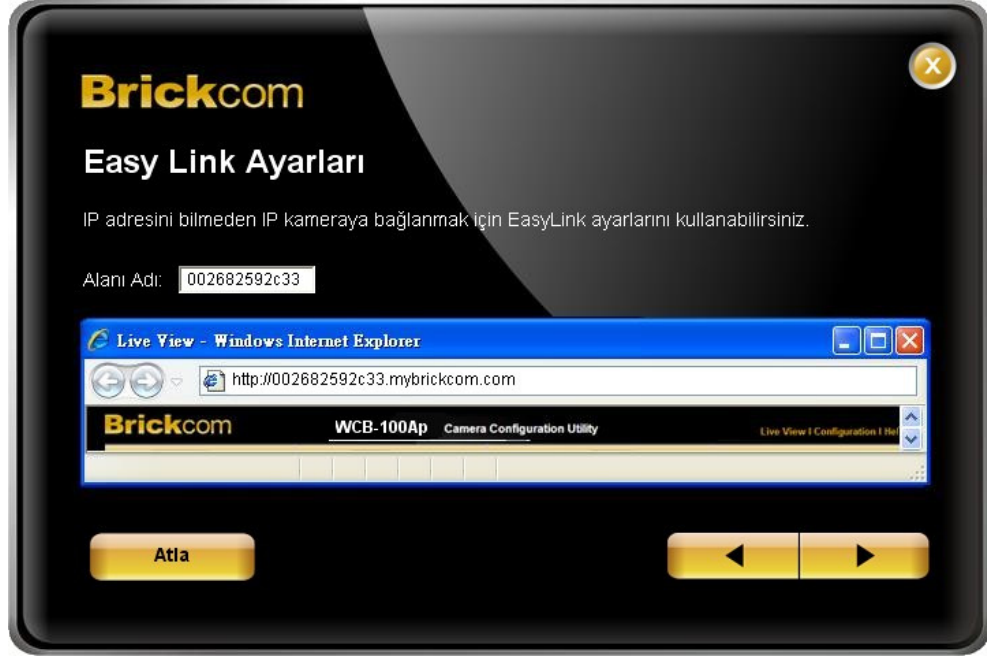 Brickcom
Easy Link Ayarları
IP adresini bilmeden IP kameraya bağlanmak için EasyLink ayarlarını kullanabilirsiniz.
Alanı Adı: 002682592c33
Live View - Windows Internet Explorer
http://002682592c33.mybrickcom.com
Brickcom WCB-100Ap Camera Configuration Utility Live View I Configuration I Hel
Atla